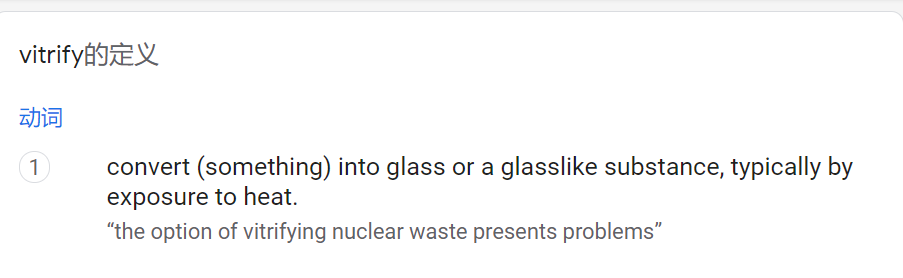 vitrify的定义
动词
1
convert (something) into glass or a glasslike substance, typically by
exposure to heat.
“the option of vitrifying nuclear waste presents problems”